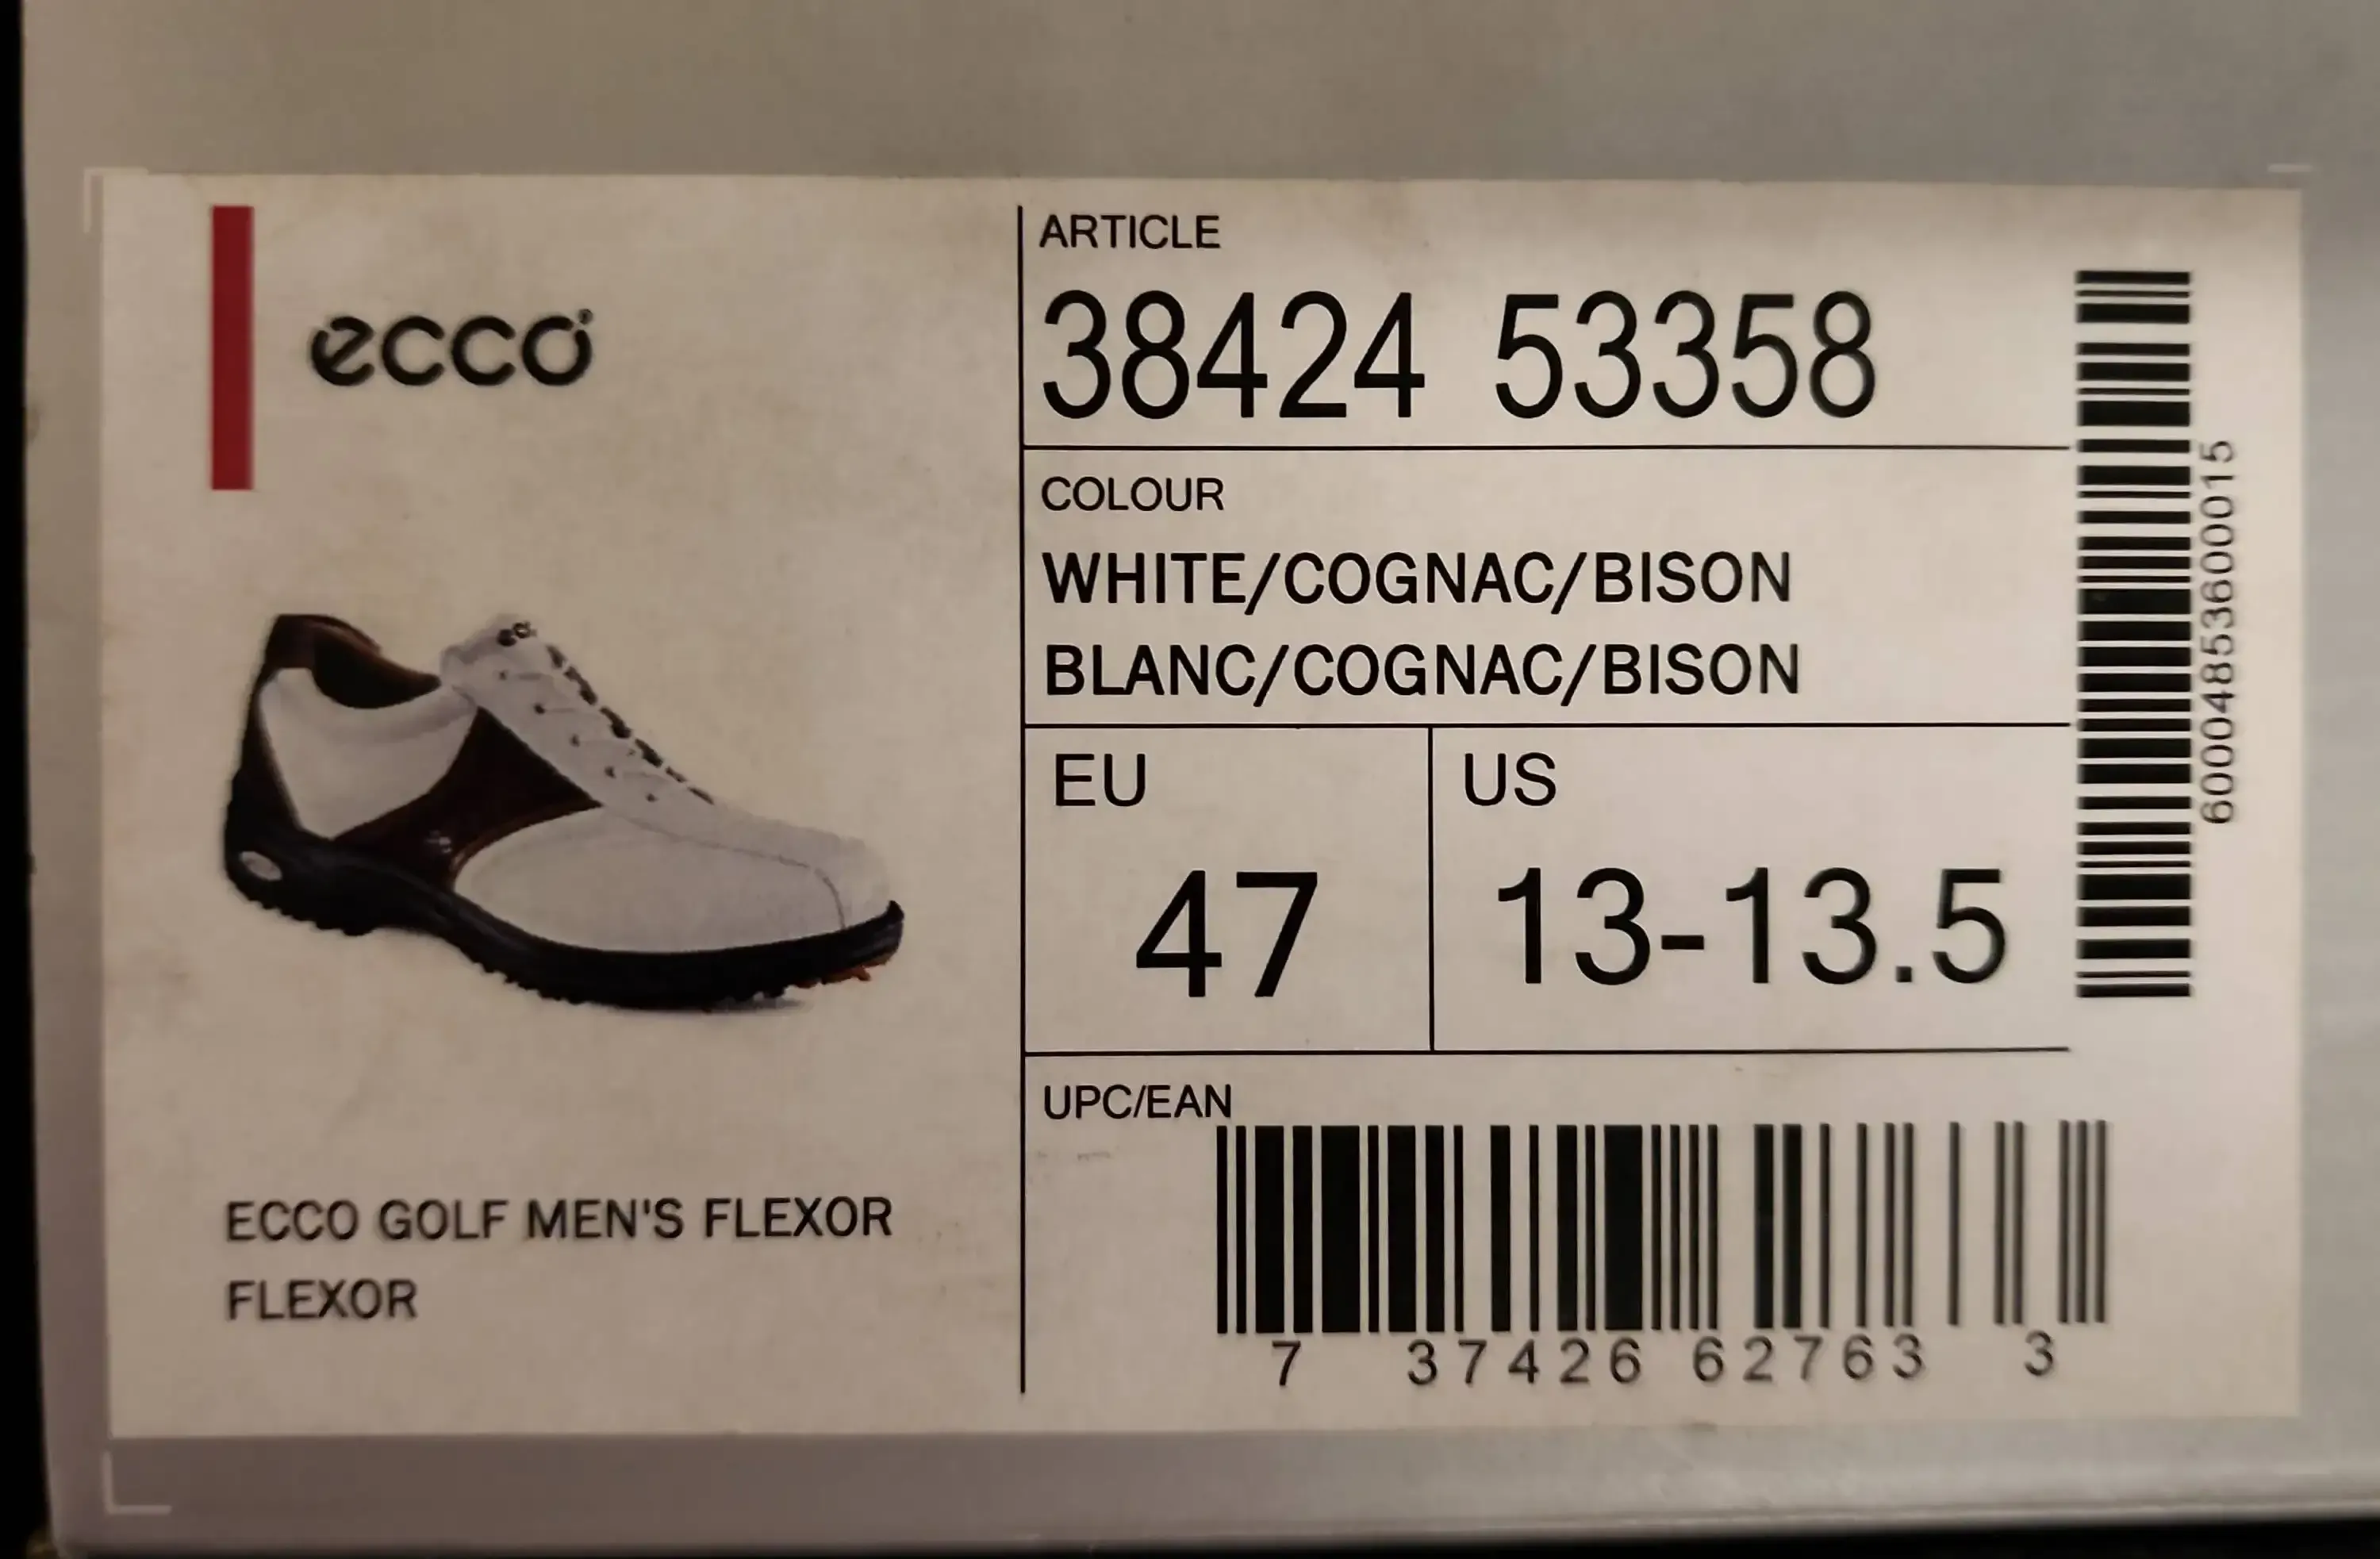 ecco
ECCO GOLF MEN'S FLEXOR
FLEXOR
ARTICLE
38424 53358
COLOUR
WHITE/COGNAC/BISON
BLANC/COGNAC/BISON
EU
47
US
13-13.5
UPC/EAN
7 37426 62763 3
60004853600015